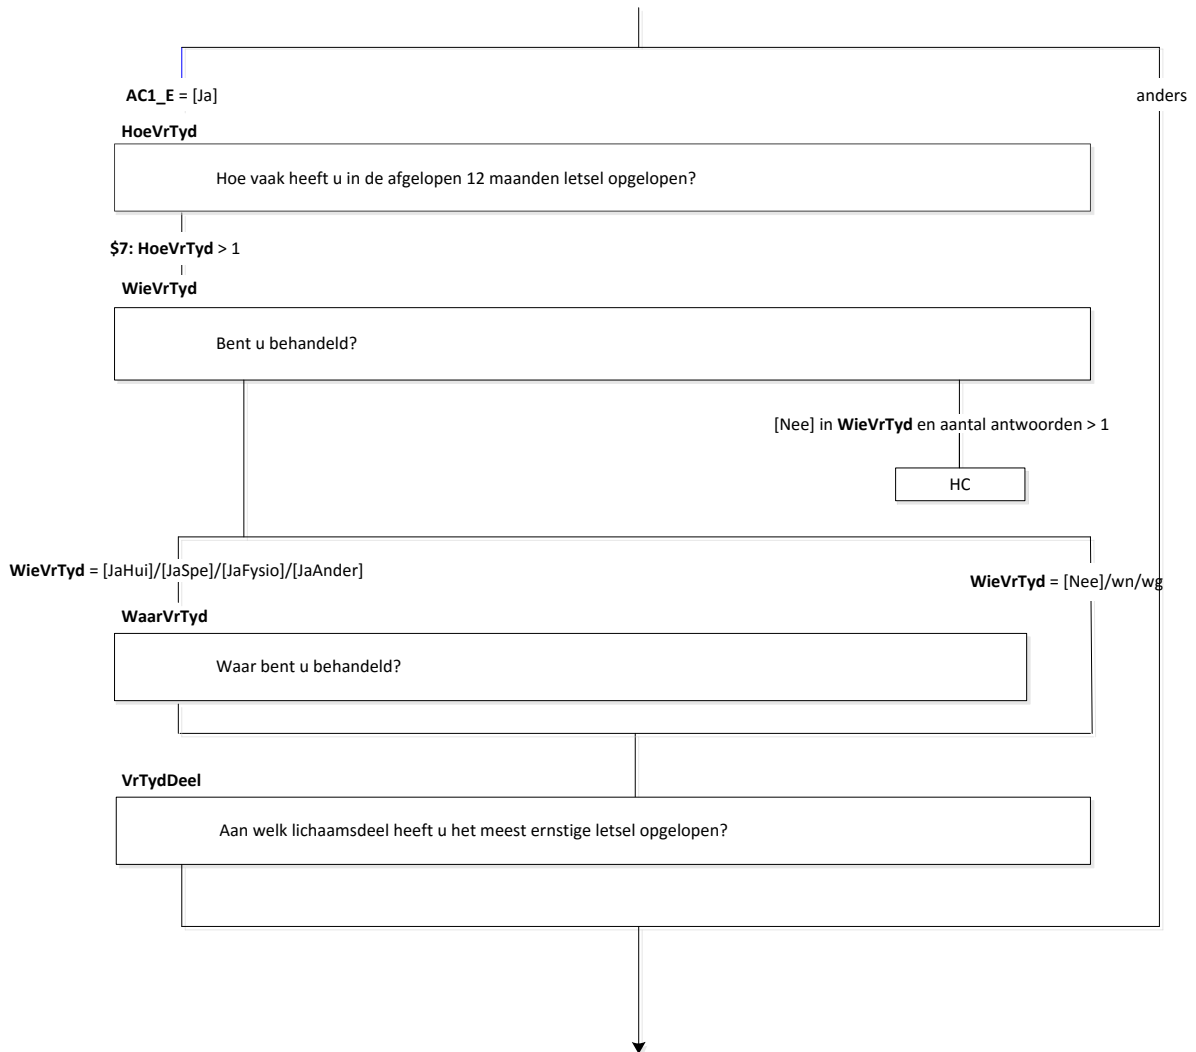 AC1_E = [Ja]
anders
HoeVrTyd
Hoe vaak heeft u in de afgelopen 12 maanden letsel opgelopen?
$7: HoeVrTyd > 1
WieVrTyd
Bent u behandeld?
[Nee] in WieVrTyd en aantal antwoorden > 1
HC
WieVrTyd = [JaHui]/[JaSpe]/[JaFysio]/[JaAnder]
WieVrTyd = [Nee]/wn/wg
WaarVrTyd
Waar bent u behandeld?
VrTydDeel
Aan welk lichaamsdeel heeft u het meest ernstige letsel opgelopen?